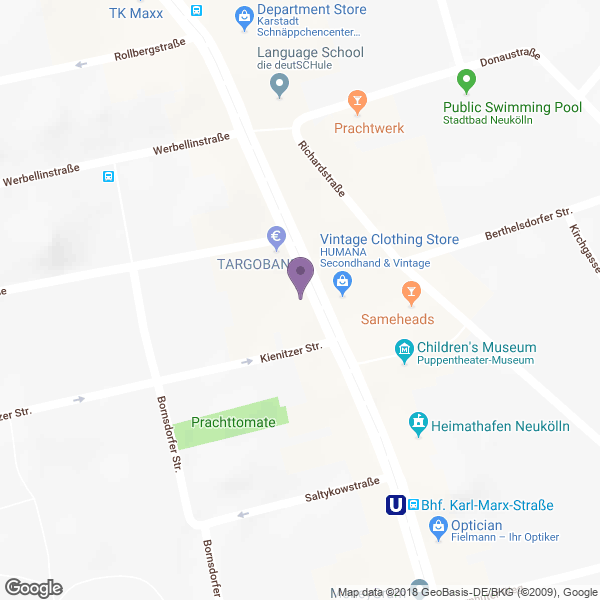 TK Maxx
Department Store
Karstadt
Schnäppchencenter...
Rollbergstraße
Language School
die deutSCHule
Donaustraße
Public Swimming Pool
Stadtbad Neukölln
Prachtwerk
Werbellinstraße
Werbellinstraße
Richardstraße
Berthelsdorfer Str.
Kirchgasse
Vintage Clothing Store
HUMANA
Secondhand & Vintage
€
TARGOBAN
Sameheads
Kienitzer Str.
Children's Museum
Puppentheater-Museum
zer Str.
Bornsdorfer Str.
Prachttomate
Heimathafen Neukölln
Saltykowstraße
U
Bhf. Karl-Marx-Straße
Optician
Fielmann – Ihr Optiker
Bornsdorfer
Google
Map data ©2018 GeoBasis-DE/BKG (©2009), Google